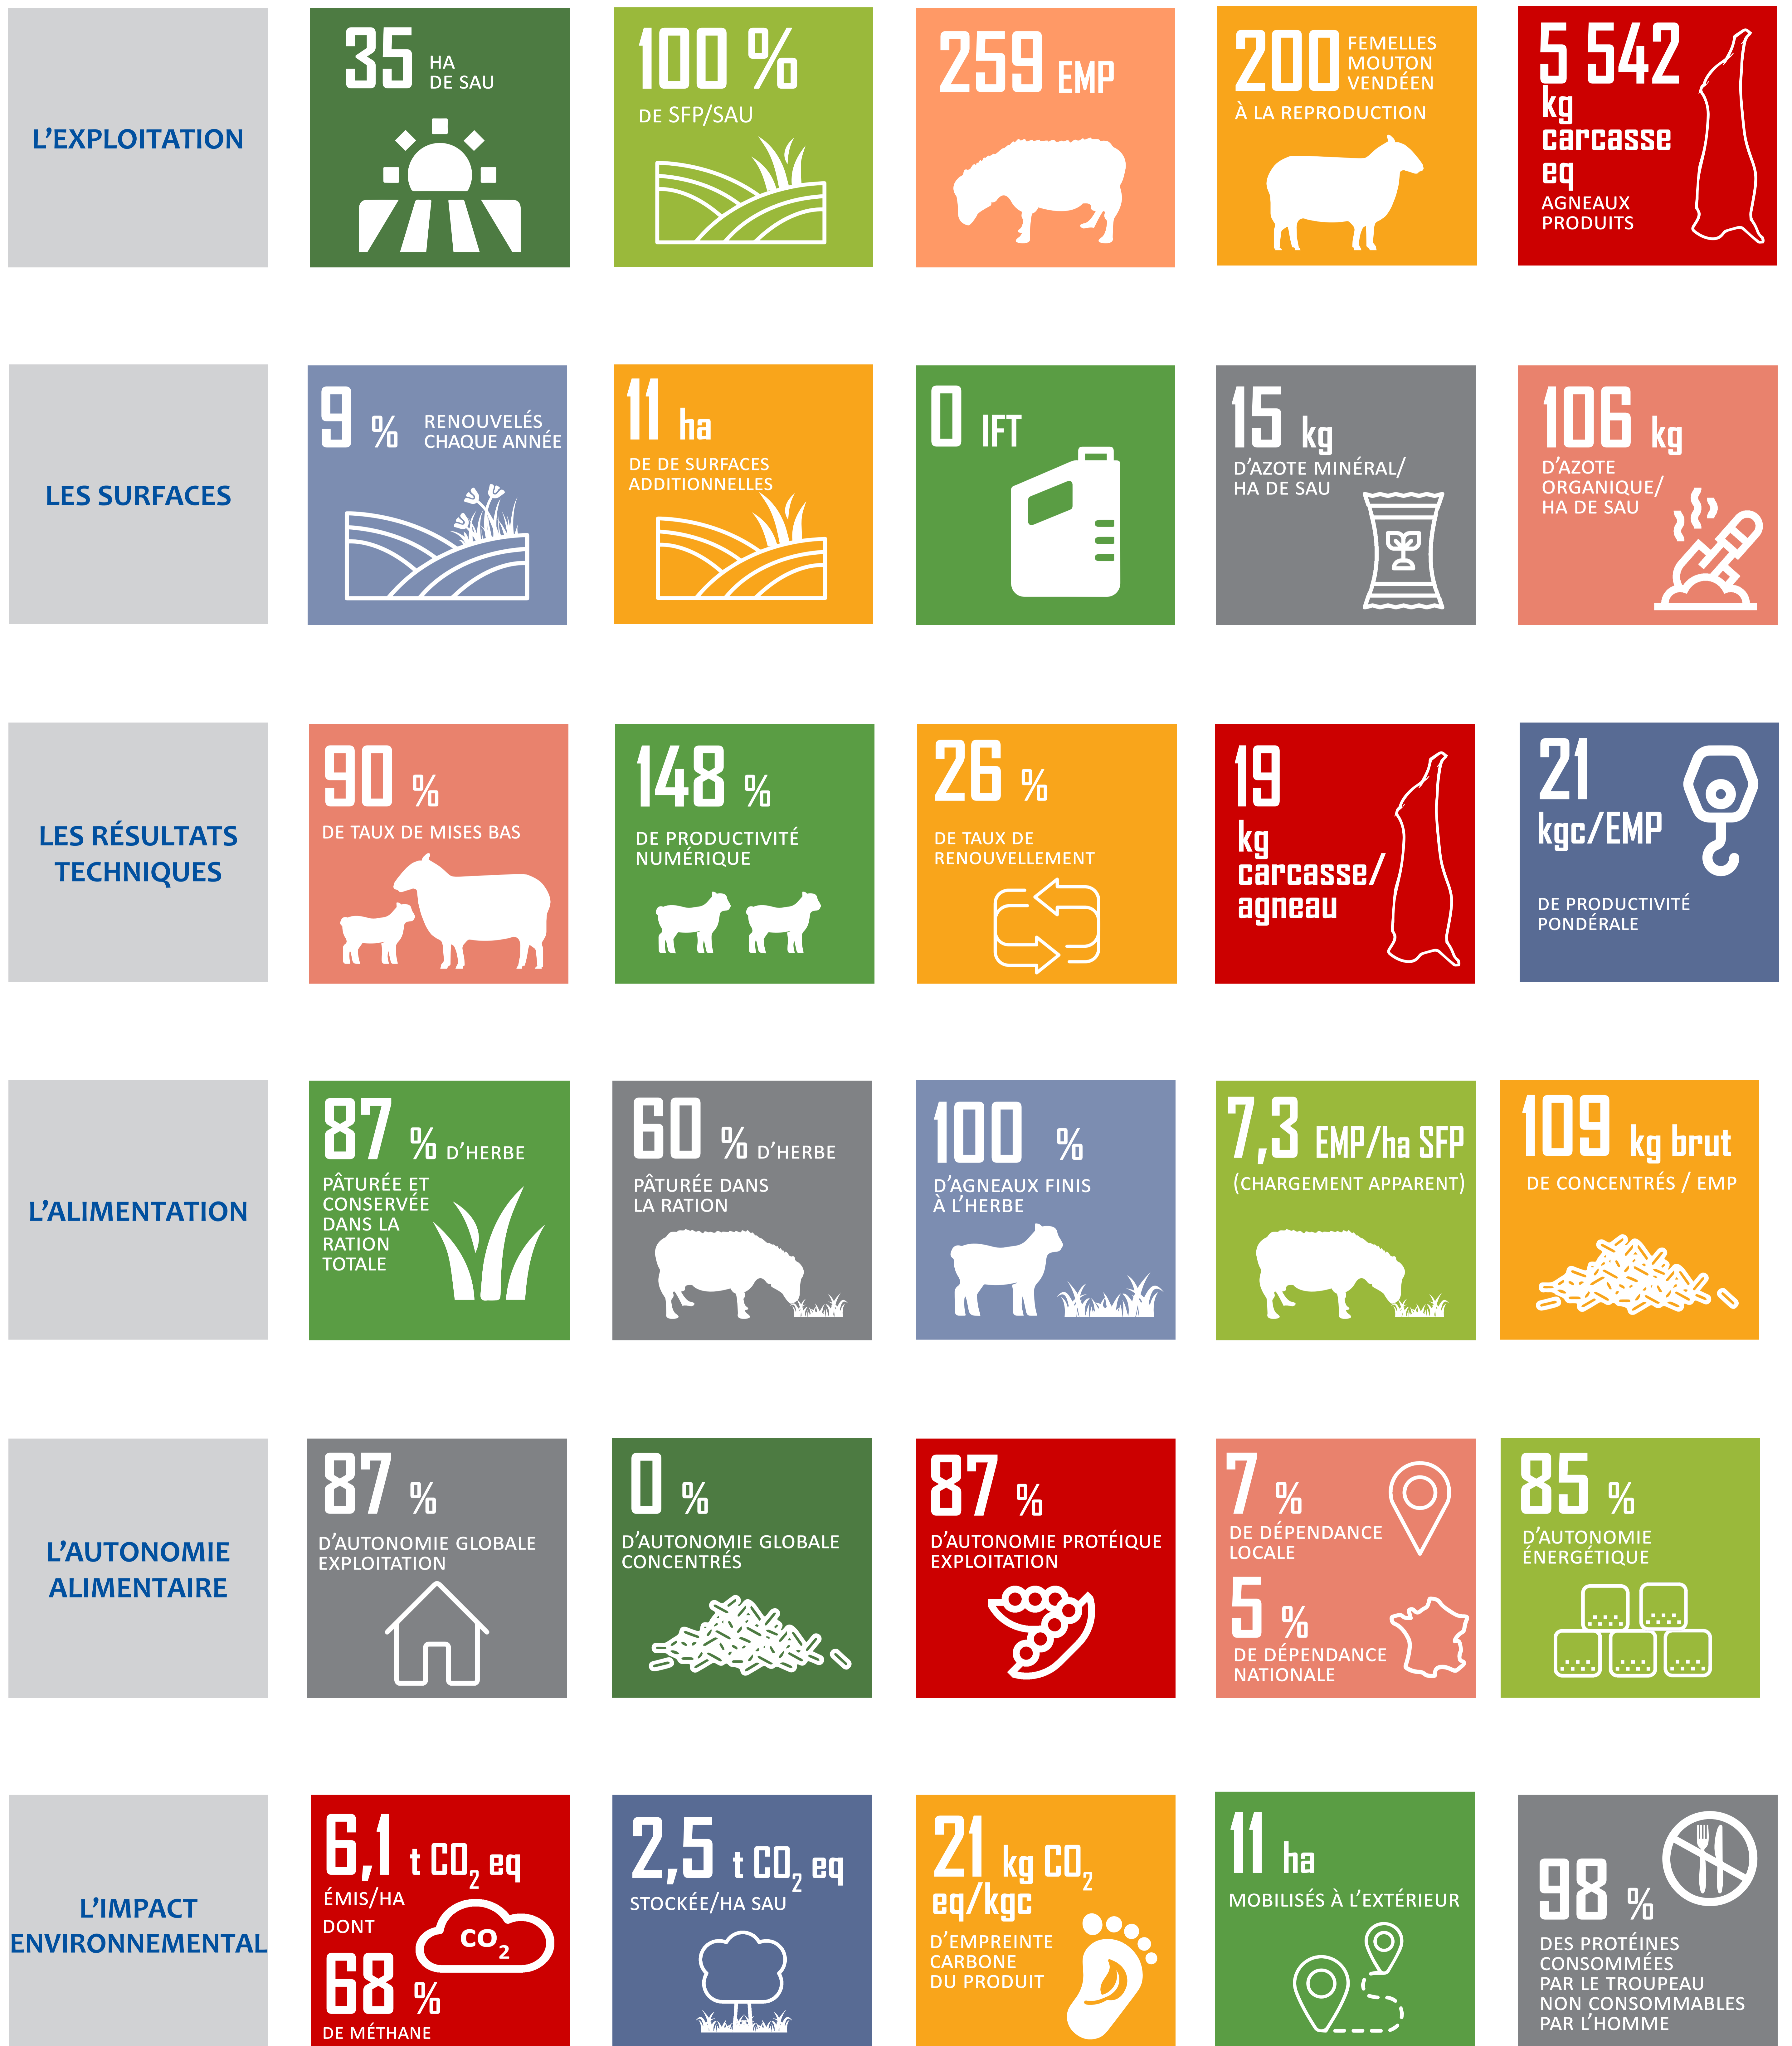 L'EXPLOITATION
35 HA
DE SAU
100 %
DE SFP/SAU
259 EMP
200 FEMELLES
MOUTON
VENDÉEN
À LA REPRODUCTION
5 542
kg
carcasse
eq
AGNEAUX
PRODUITS
LES SURFACES
9 % RENOUVELÉS
CHAQUE ANNÉE
11 ha
DE DE SURFACES
ADDITIONNELLES
0 IFT
15 kg
D'AZOTE MINÉRAL/
HA DE SAU
106 kg
D'AZOTE
ORGANIQUE/
HA DE SAU
LES RÉSULTATS
TECHNIQUES
90 %
DE TAUX DE MISES BAS
148 %
DE PRODUCTIVITÉ
NUMÉRIQUE
26 %
DE TAUX DE
RENOUVELLEMENT
19
kg
carcasse/
agneau
21
kgc/EMP
DE PRODUCTIVITÉ
PONDÉRALE
L'ALIMENTATION
87 % D'HERBE
PÂTURÉE ET
CONSERVÉE
DANS LA
RATION
TOTALE
60 % D'HERBE
PÂTURÉE DANS
LA RATION
100 %
D'AGNEAUX FINIS
À L'HERBE
7,3 EMP/ha SFP
(CHARGEMENT APPARENT)
109 kg brut
DE CONCENTRÉS / EMP
L'AUTONOMIE
ALIMENTAIRE
87 %
D'AUTONOMIE GLOBALE
EXPLOITATION
0 %
D'AUTONOMIE GLOBALE
CONCENTRÉS
87 %
D'AUTONOMIE PROTÉIQUE
EXPLOITATION
7 %
DE DÉPENDANCE
LOCALE
5 %
DE DÉPENDANCE
NATIONALE
85 %
D'AUTONOMIE
ÉNERGÉTIQUE
L'IMPACT
ENVIRONNEMENTAL
6,1 t CO2 eq
ÉMIS/HA
DONT
CO2
68 %
DE MÉTHANE
2,5 t CO2 eq
STOCKÉE/HA SAU
21 kg CO2
eq/kgc
D'EMPREINTE
CARBONE
DU PRODUIT
11 ha
MOBILISÉS À L'EXTÉRIEUR
98 %
DES PROTÉINES
CONSOMMÉES
PAR LE TROUPEAU
NON CONSOMMABLES
PAR L'HOMME